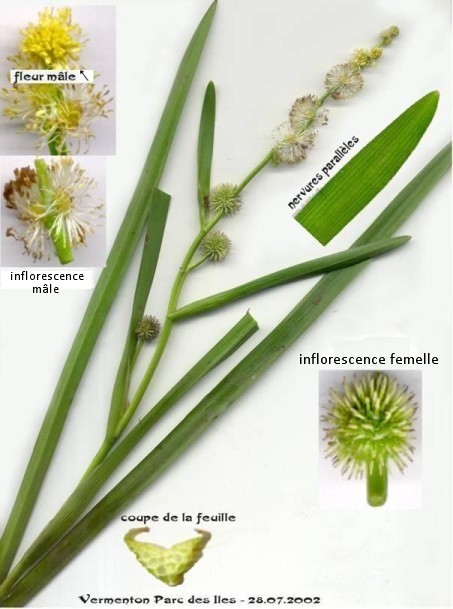 fleur mâle
inflorescence
mâle
nervures parallèles
inflorescence femelle
coupe de la feuille
Vermenton Parc des Iles - 28.07.2002